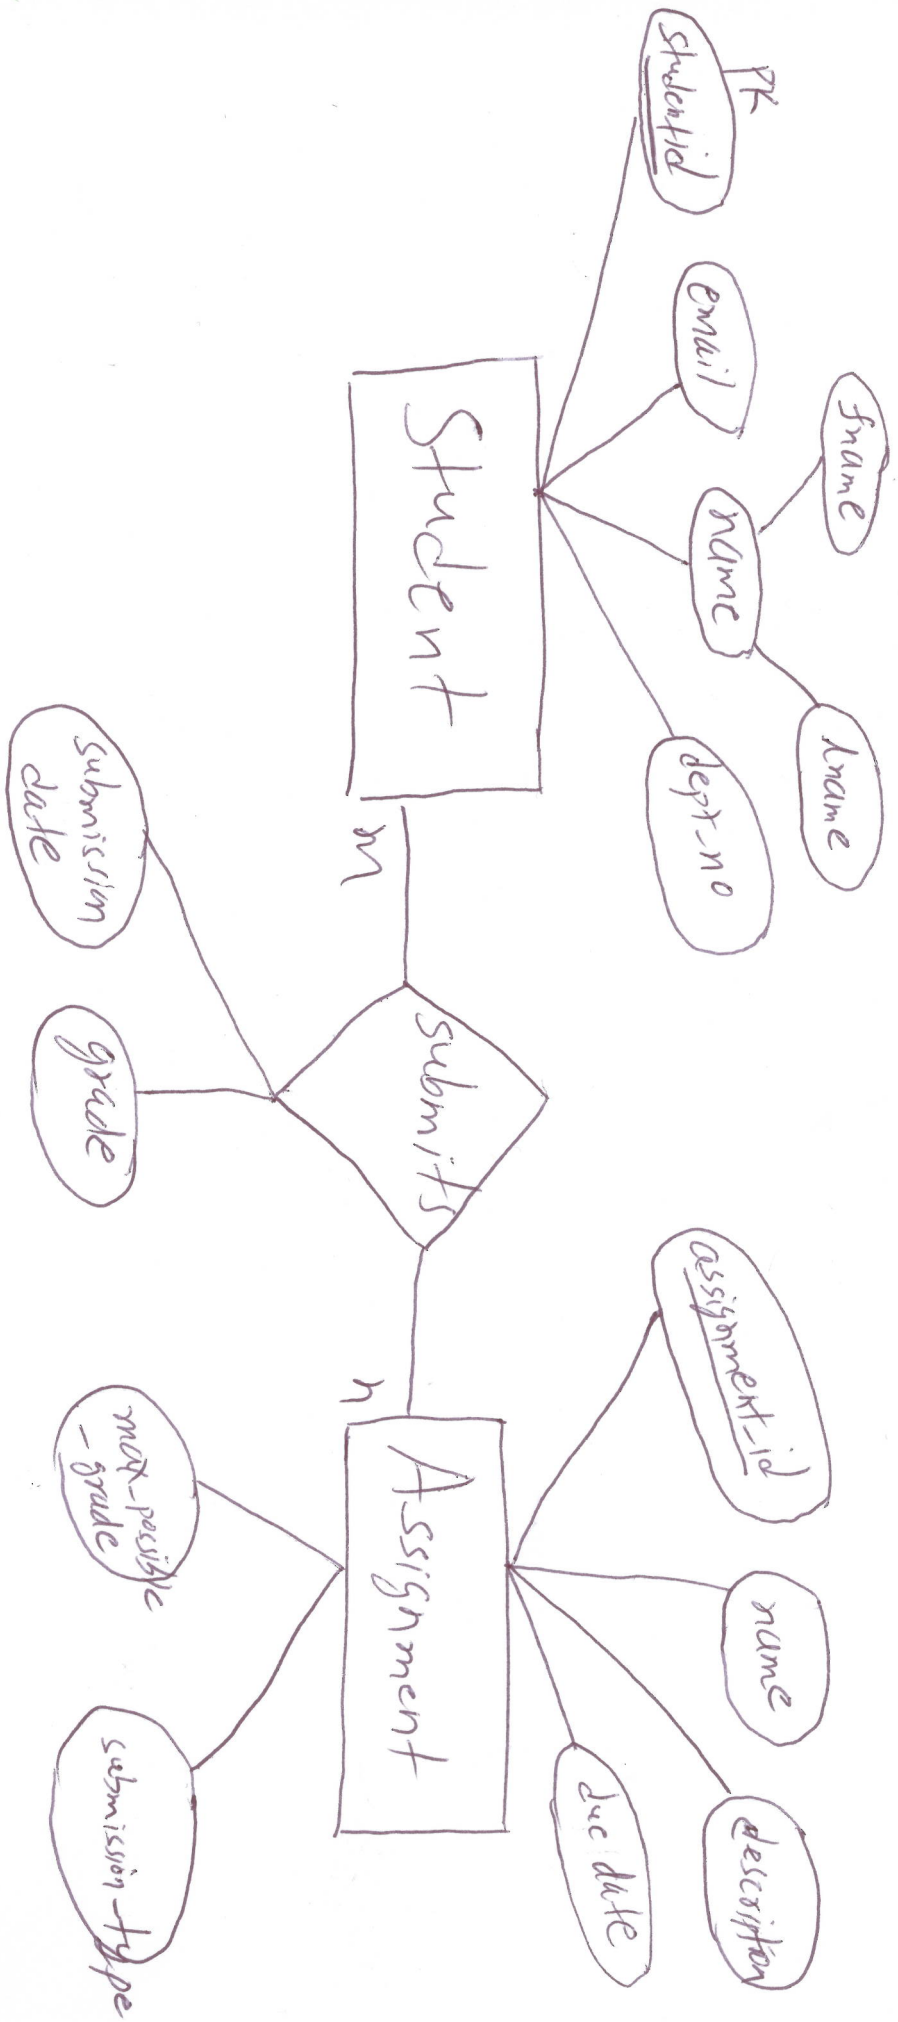 PK
studentid
email
fname
name
lname
dept_no
Student
m
submits
n
submission
date
grade
assignment_id
name
description
due date
Assignment
max_possible
_grade
submission_type